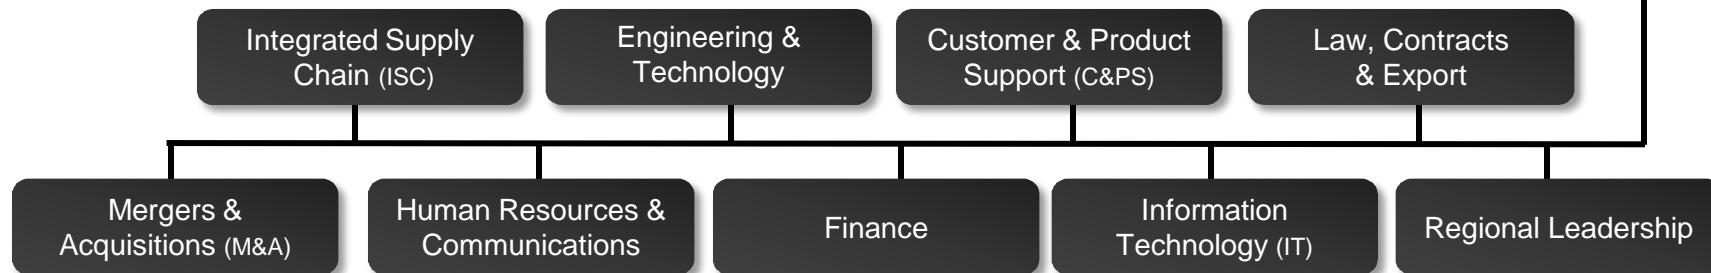 Integrated Supply
Chain (ISC)
Engineering &
Technology
Customer & Product
Support (C&PS)
Law, Contracts
& Export
Mergers &
Acquisitions (M&A)
Human Resources &
Communications
Finance
Information
Technology (IT)
Regional Leadership